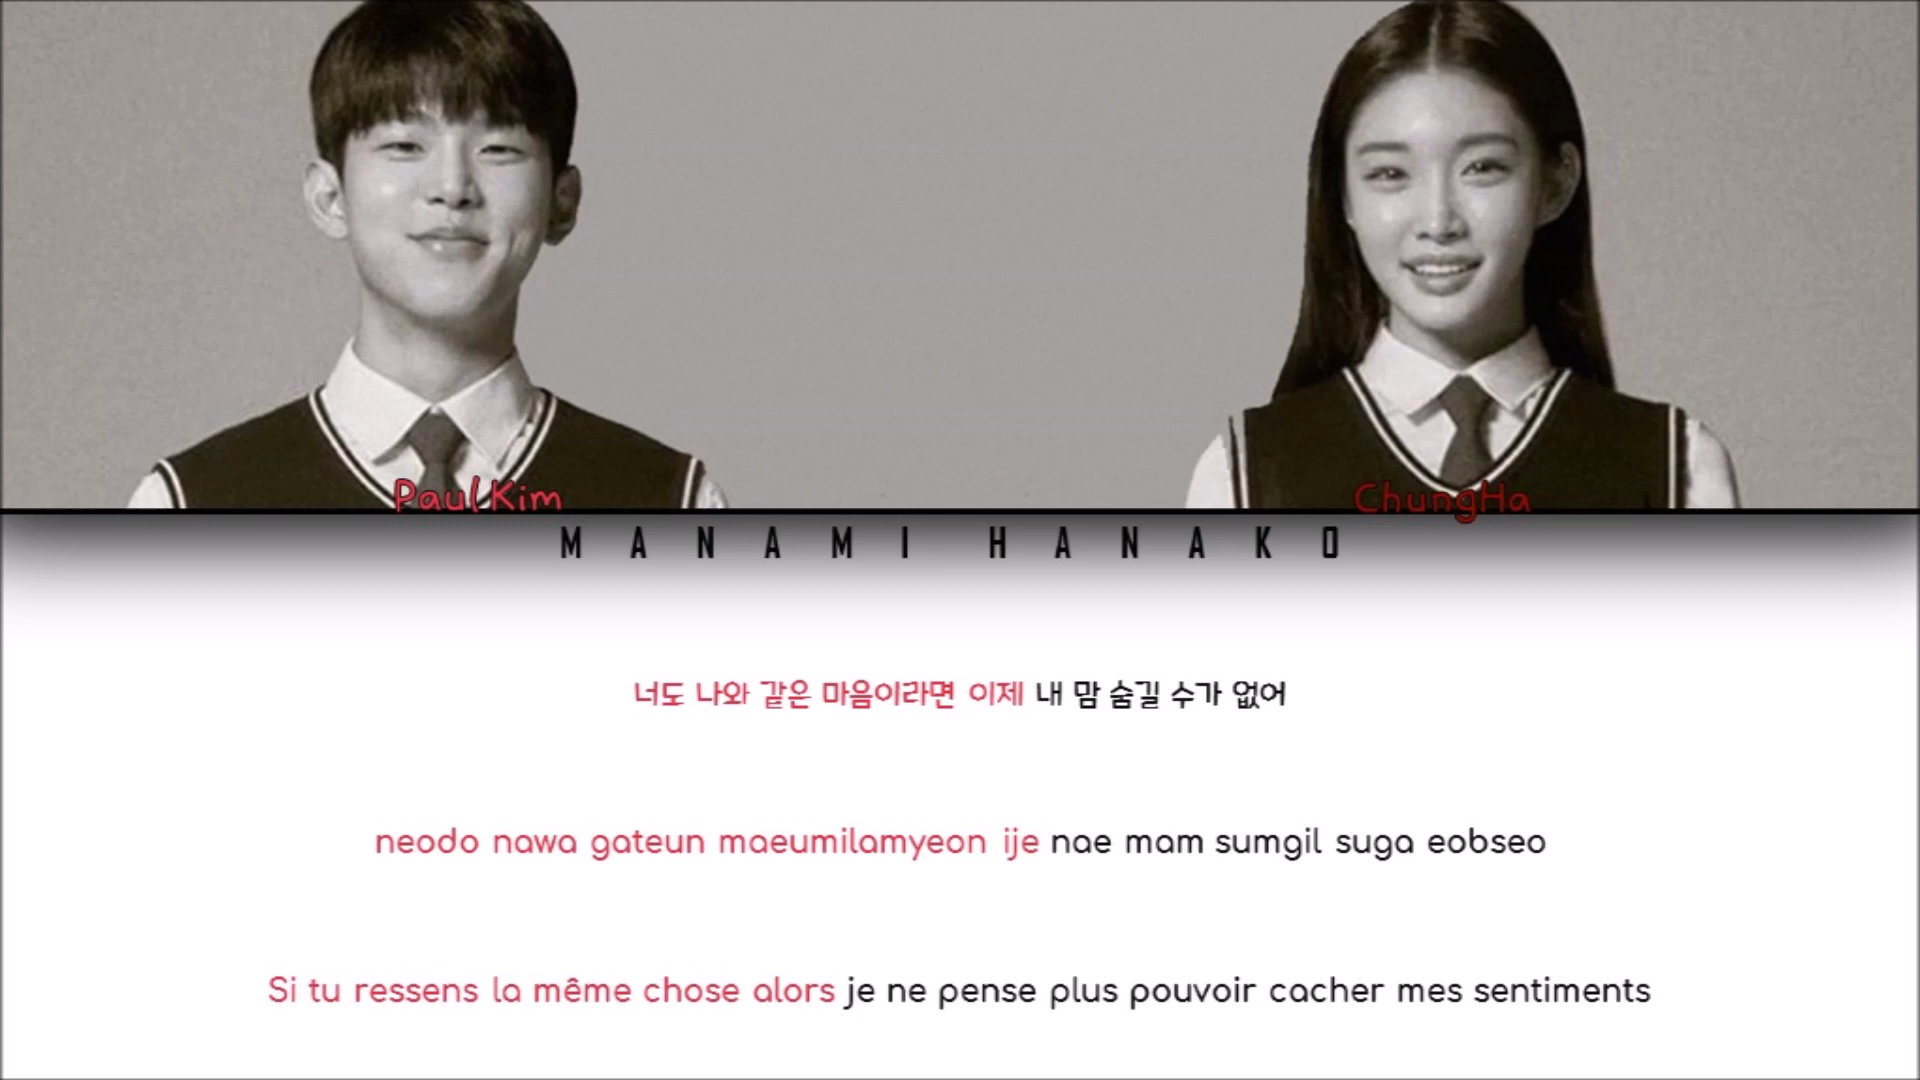 PaulKim
ChungHa
MANAMI HANAKO
너도 나와 같은 마음이라면 이제 내 맘 숨길 수가 없어
neodo nawa gateun maeumilamyeon ije nae mam sumgil suga eobseo
Si tu ressens la même chose alors je ne pense plus pouvoir cacher mes sentiments